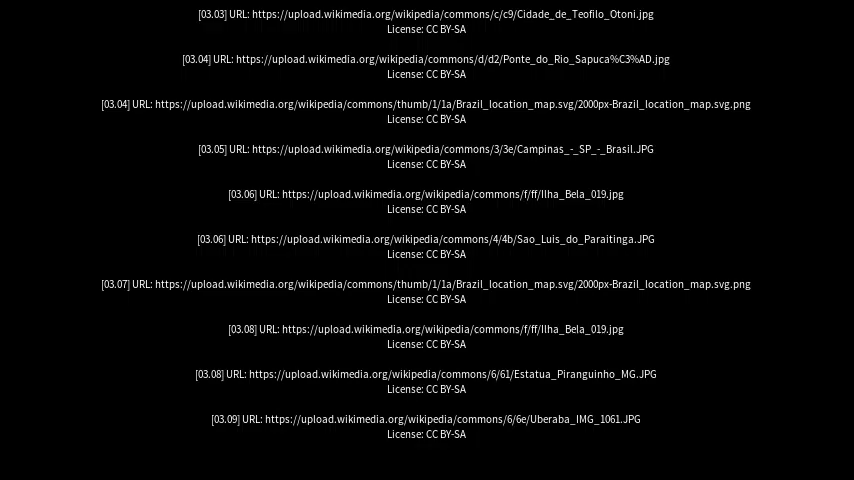 [03.03] URL: https://upload.wikimedia.org/wikipedia/commons/c/c9/Cidade_de_Teofilo_Otoni.jpg
License: CC BY-SA
[03.04] URL: https://upload.wikimedia.org/wikipedia/commons/d/d2/Ponte_do_Rio_Sapuca%C3%AD.jpg
License: CC BY-SA
[03.04] URL: https://upload.wikimedia.org/wikipedia/commons/thumb/1/1a/Brazil_location_map.svg/2000px-Brazil_location_map.svg.png
License: CC BY-SA
[03.05] URL: https://upload.wikimedia.org/wikipedia/commons/3/3e/Campinas_-_SP_-_Brasil.JPG
License: CC BY-SA
[03.06] URL: https://upload.wikimedia.org/wikipedia/commons/f/ff/Ilha_Bela_019.jpg
License: CC BY-SA
[03.06] URL: https://upload.wikimedia.org/wikipedia/commons/4/4b/Sao_Luis_do_Paraitinga.JPG
License: CC BY-SA
[03.07] URL: https://upload.wikimedia.org/wikipedia/commons/thumb/1/1a/Brazil_location_map.svg/2000px-Brazil_location_map.svg.png
License: CC BY-SA
[03.08] URL: https://upload.wikimedia.org/wikipedia/commons/f/ff/Ilha_Bela_019.jpg
License: CC BY-SA
[03.08] URL: https://upload.wikimedia.org/wikipedia/commons/6/61/Estatua_Piranguinho_MG.JPG
License: CC BY-SA
[03.09] URL: https://upload.wikimedia.org/wikipedia/commons/6/6e/Uberaba_IMG_1061.JPG
License: CC BY-SA